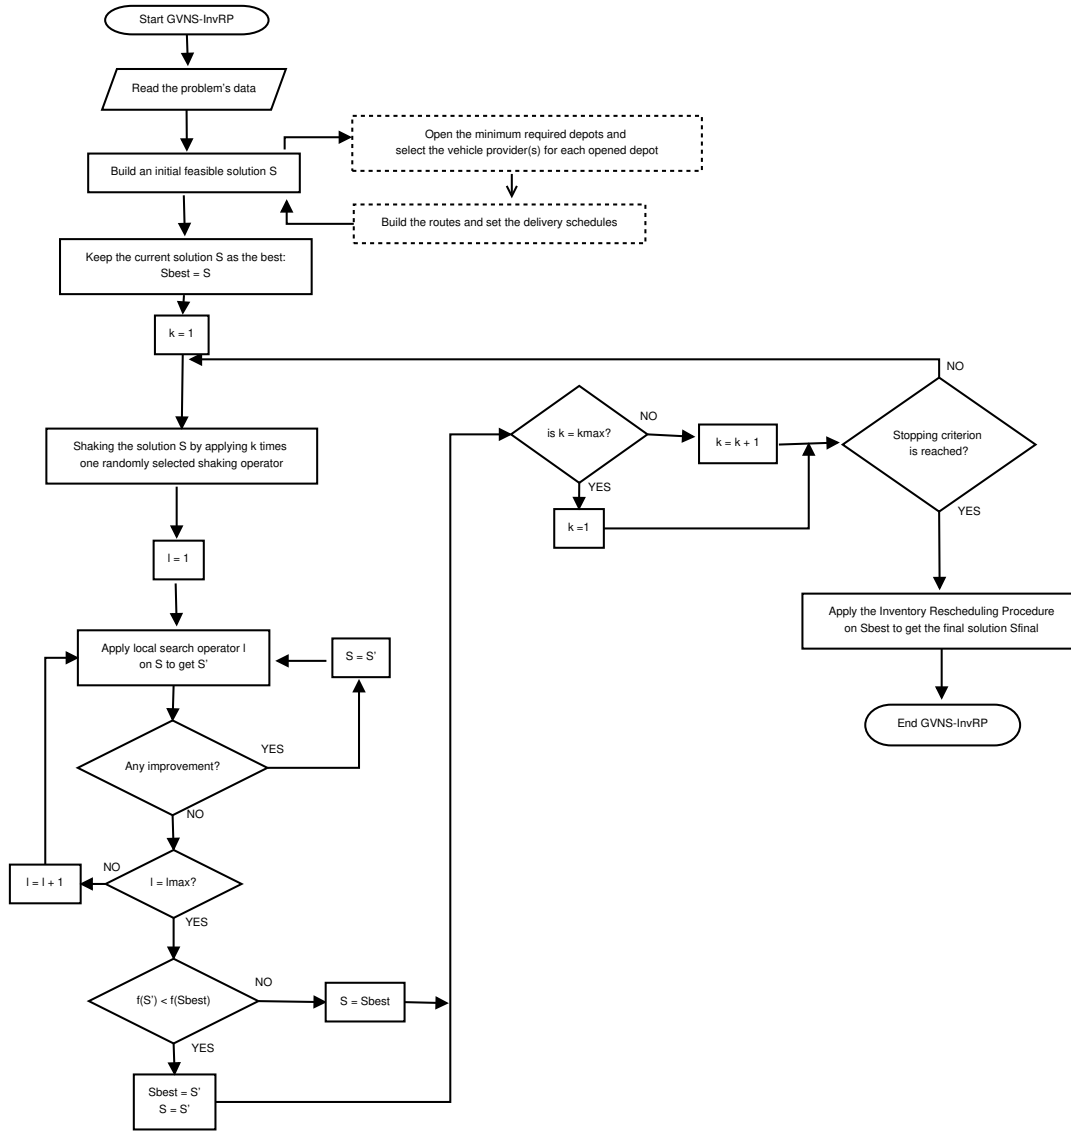 Start GVNS-InvRP
Read the problem's data
Open the minimum required depots and
select the vehicle provider(s) for each opened depot
Build an initial feasible solution S
Build the routes and set the delivery schedules
Keep the current solution S as the best:
Sbest = S
k = 1
NO
is k = kmax?
NO
k = k + 1
Stopping criterion
is reached?
Shaking the solution S by applying k times
one randomly selected shaking operator
YES
k =1
YES
l = 1
Apply the Inventory Rescheduling Procedure
on Sbest to get the final solution Sfinal
Apply local search operator l
on S to get S'
S = S'
End GVNS-InvRP
Any improvement?
YES
NO
l = lmax?
NO
l = l + 1
YES
f(S') < f(Sbest)
NO
S = Sbest
YES
Sbest = S'
S = S'